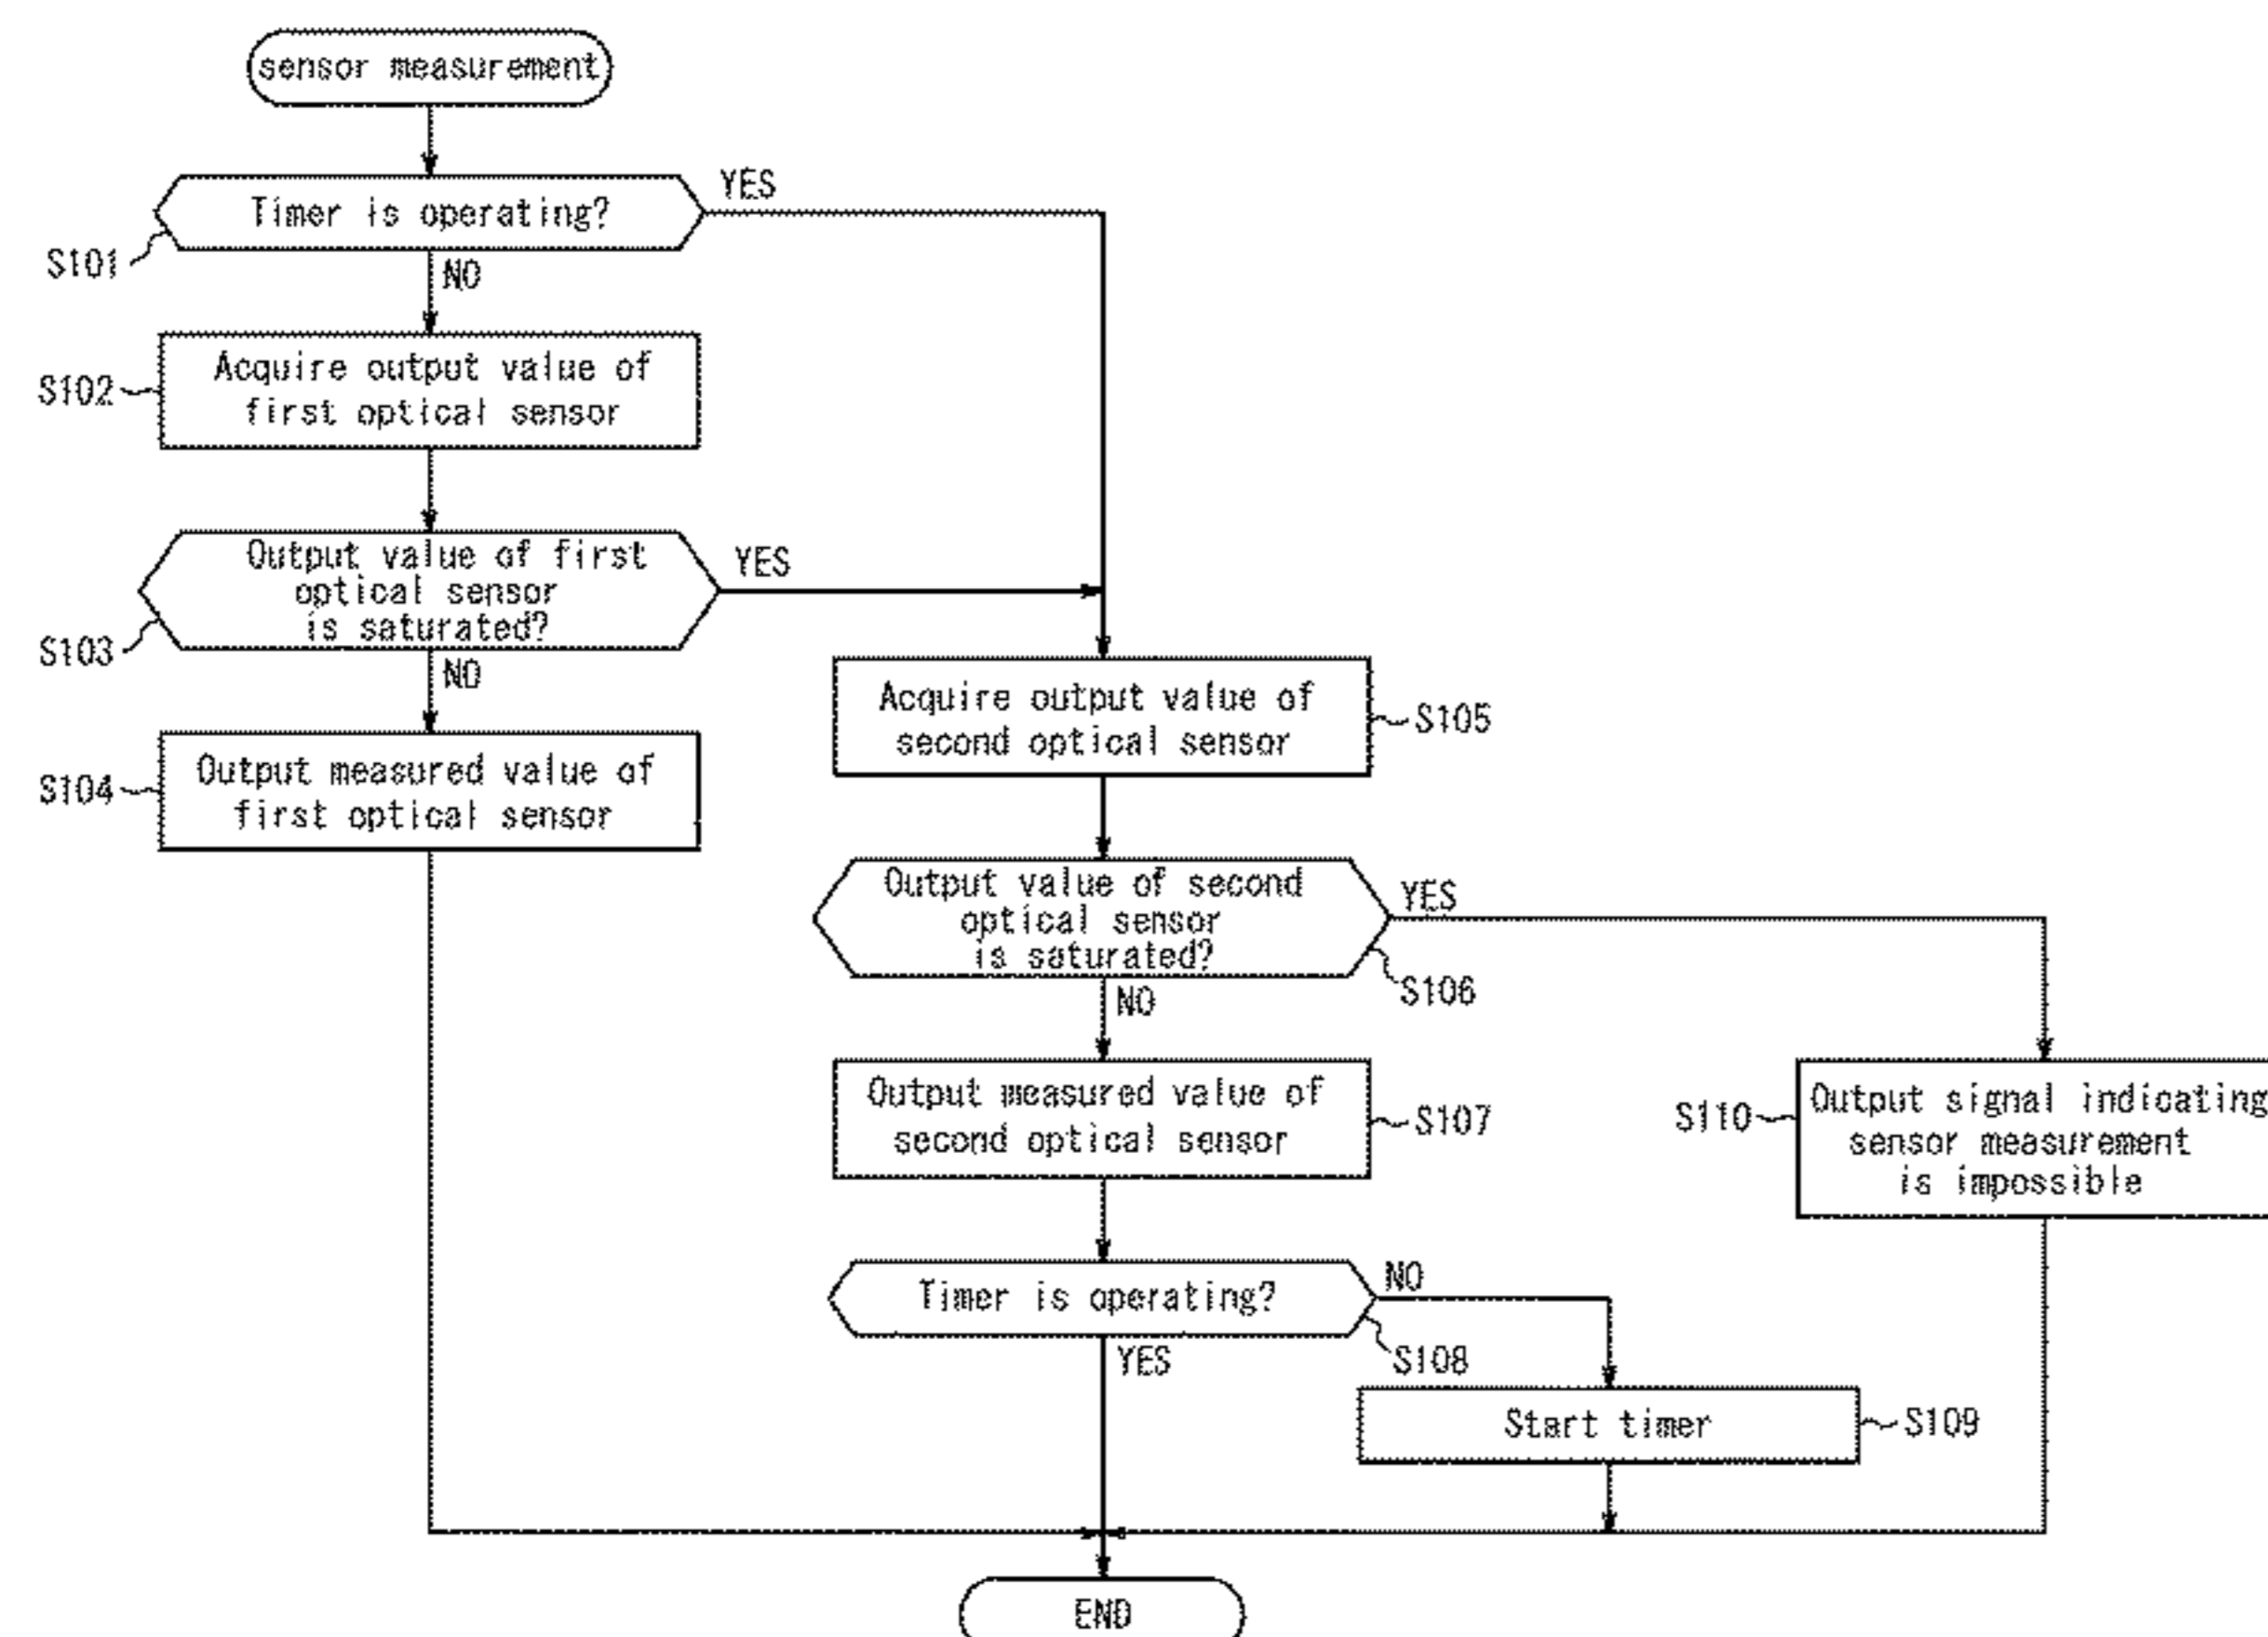 sensor measurement
Timer is operating?
YES
S101
NO
Acquire output value of
first optical sensor
S102
Output value of first
optical sensor
is saturated?
YES
S103
NO
Output measured value of
first optical sensor
S104
Acquire output value of
second optical sensor
S105
Output value of second
optical sensor
is saturated?
YES
S106
NO
Output measured value of
second optical sensor
S107
S110
Output signal indicating
sensor measurement
is impossible
Timer is operating?
NO
S108
YES
Start timer
S109
END